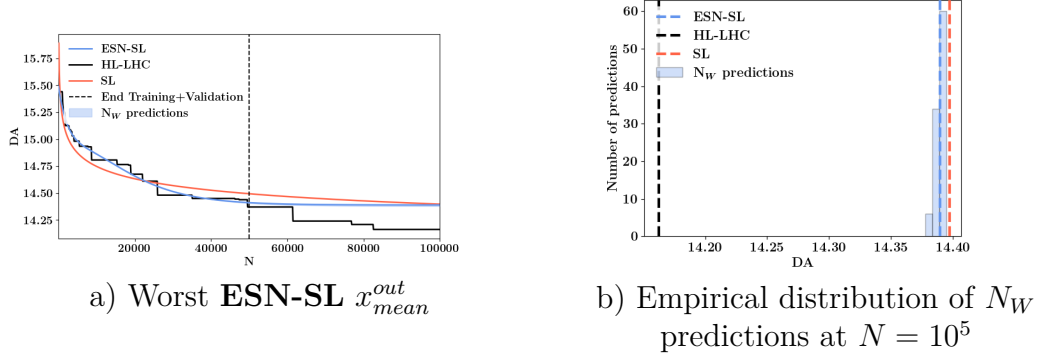 ESN-SL
HL-LHC
SL
End Training+Validation
N_W predictions
15.75
15.50
15.25
15.00
14.75
14.50
14.25
DA
20000 40000 60000 80000 100000
N
a) Worst ESN-SL x_{mean}^{out}
ESN-SL
HL-LHC
SL
N_W predictions
60
50
40
30
20
10
0
Number of predictions
14.20 14.25 14.30 14.35 14.40
DA
b) Empirical distribution of N_W
predictions at N = 10^5